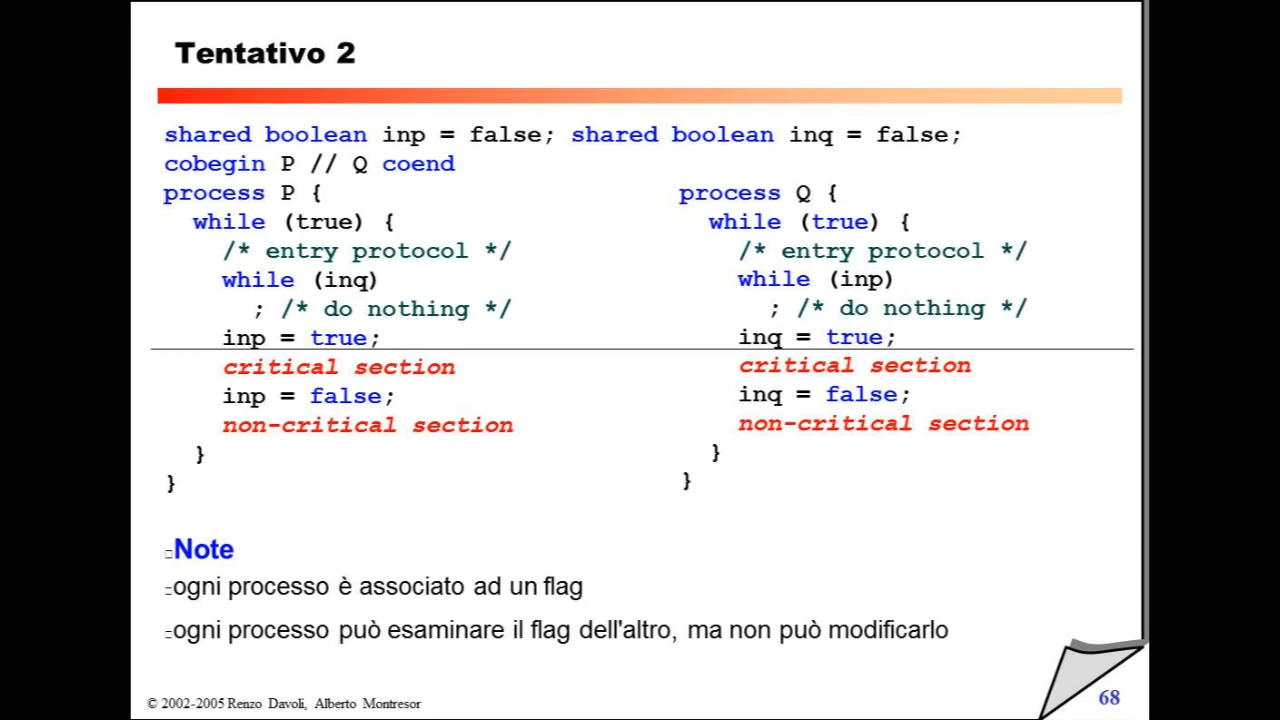 Tentativo 2
shared boolean inp = false; shared boolean inq = false;
cobegin P // Q coend
process P {
while (true) {
/* entry protocol */
while (inq)
; /* do nothing */
inp = true;
critical section
inp = false;
non-critical section
}
}
process Q {
while (true) {
/* entry protocol */
while (inp)
; /* do nothing */
inq = true;
critical section
inq = false;
non-critical section
}
}
Note
ogni processo è associato ad un flag
ogni processo può esaminare il flag dell'altro, ma non può modificarlo
© 2002-2005 Renzo Davoli, Alberto Montresor
68